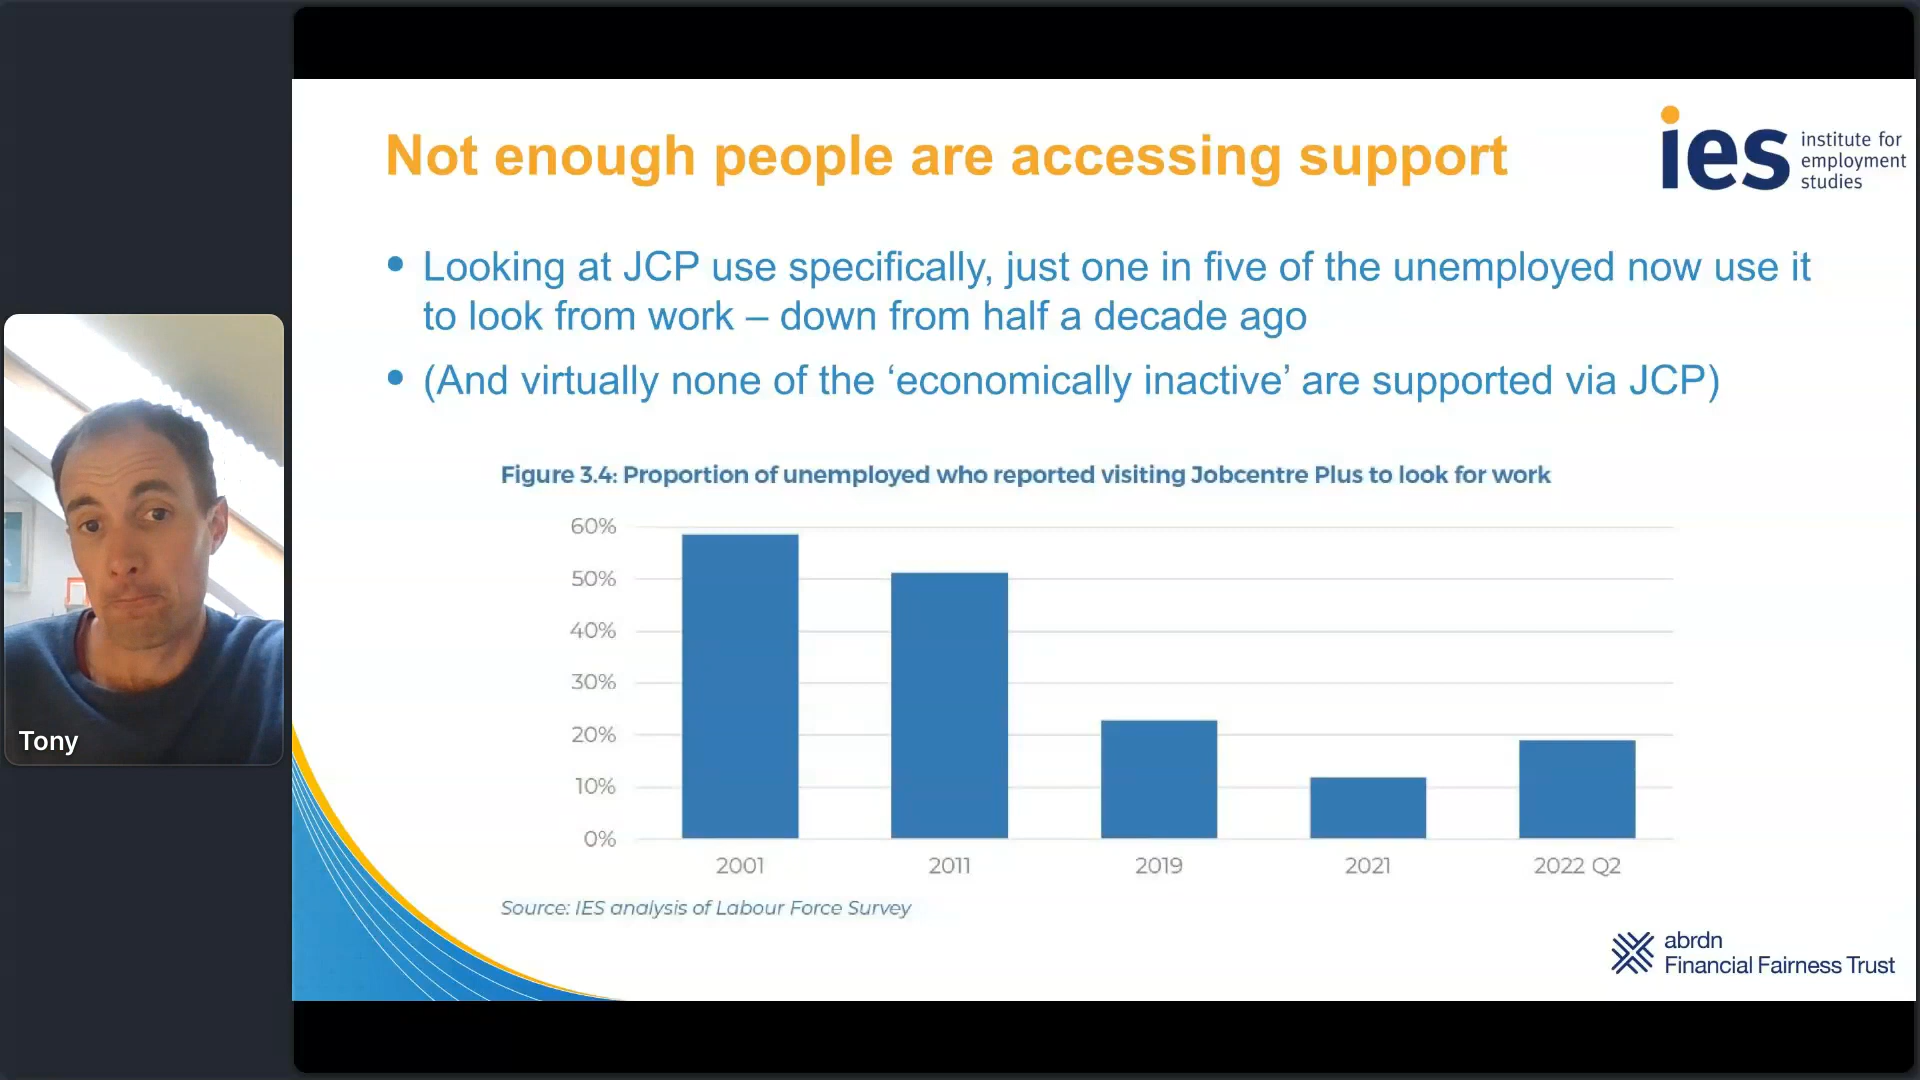 Not enough people are accessing support
ies
institute for
employment
studies
• Looking at JCP use specifically, just one in five of the unemployed now use it
to look from work – down from half a decade ago
• (And virtually none of the ‘economically inactive’ are supported via JCP)
Figure 3.4: Proportion of unemployed who reported visiting Jobcentre Plus to look for work
60%
50%
40%
30%
20%
10%
0%
2001
2011
2019
2021
2022 Q2
Source: IES analysis of Labour Force Survey
abrdn
Financial Fairness Trust
Tony